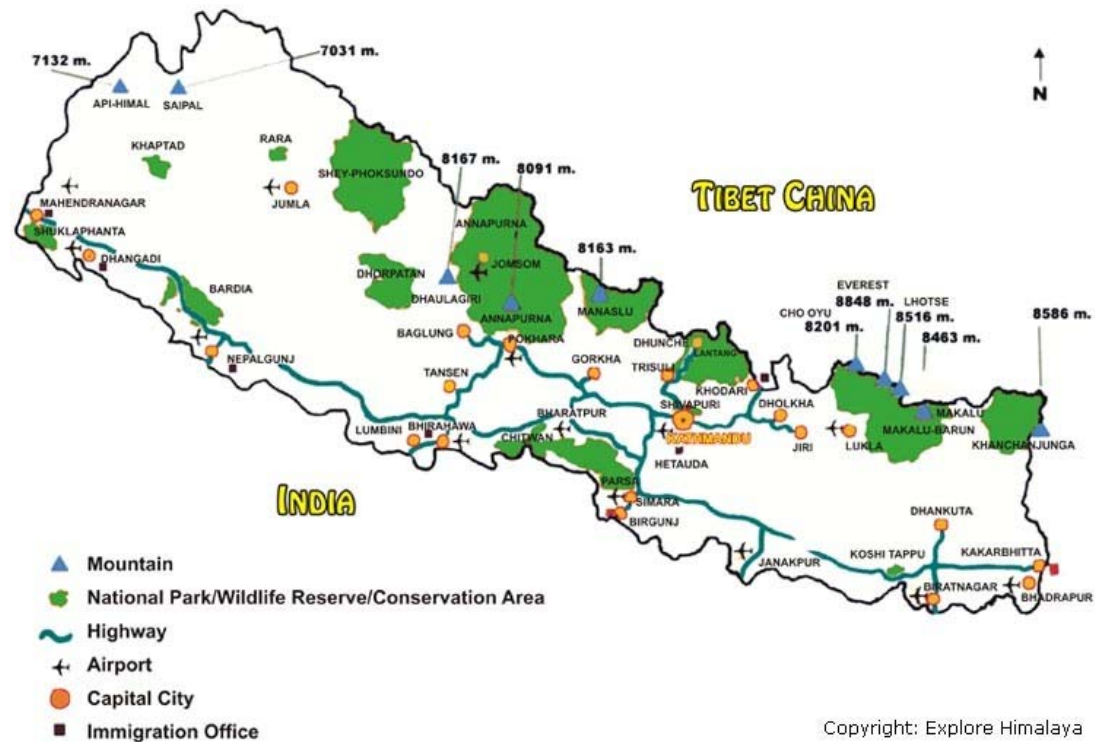 7132 m.
7031 m.
API-HIMAL
SAIPAL
N
KHAPTAD
RARA
SHEY-PHOKSUNDO
8167 m.
8091 m.
TIBET CHINA
JUMLA
MAHENDRANAGAR
SHUKLAPHANTA
DHANGADI
ANNAPURNA
JOMSOM
8163 m.
BARDIA
DHORPATAN
DHAULAGIRI
ANNAPURNA
MANASLU
EVEREST
8848 m.
LHOTSE
8516 m.
CHO OYU
8201 m.
8463 m.
8586 m.
BAGLUNG
POKHARA
DHUNCHE
LANTANG
NEPALGUNJ
TANSEN
GORKHA
TRISULI
KHODARI
SHIVAPURI
DHOLKHA
MAKALU
MAKALU-BARUN
LUMBINI
BHIRAHAWA
BHARATPUR
CHITWAN
KATHMANDU
JIRI
LUKLA
KHANCHANJUNGA
HETAUDA
PARSA
SIMARA
BIRGUNJ
INDIA
DHANKUTA
JANAKPUR
KOSHI TAPPU
KAKARBHITTA
BIRATNAGAR
BHADRAPUR
Mountain
National Park/Wildlife Reserve/Conservation Area
Highway
Airport
Capital City
Immigration Office
Copyright: Explore Himalaya